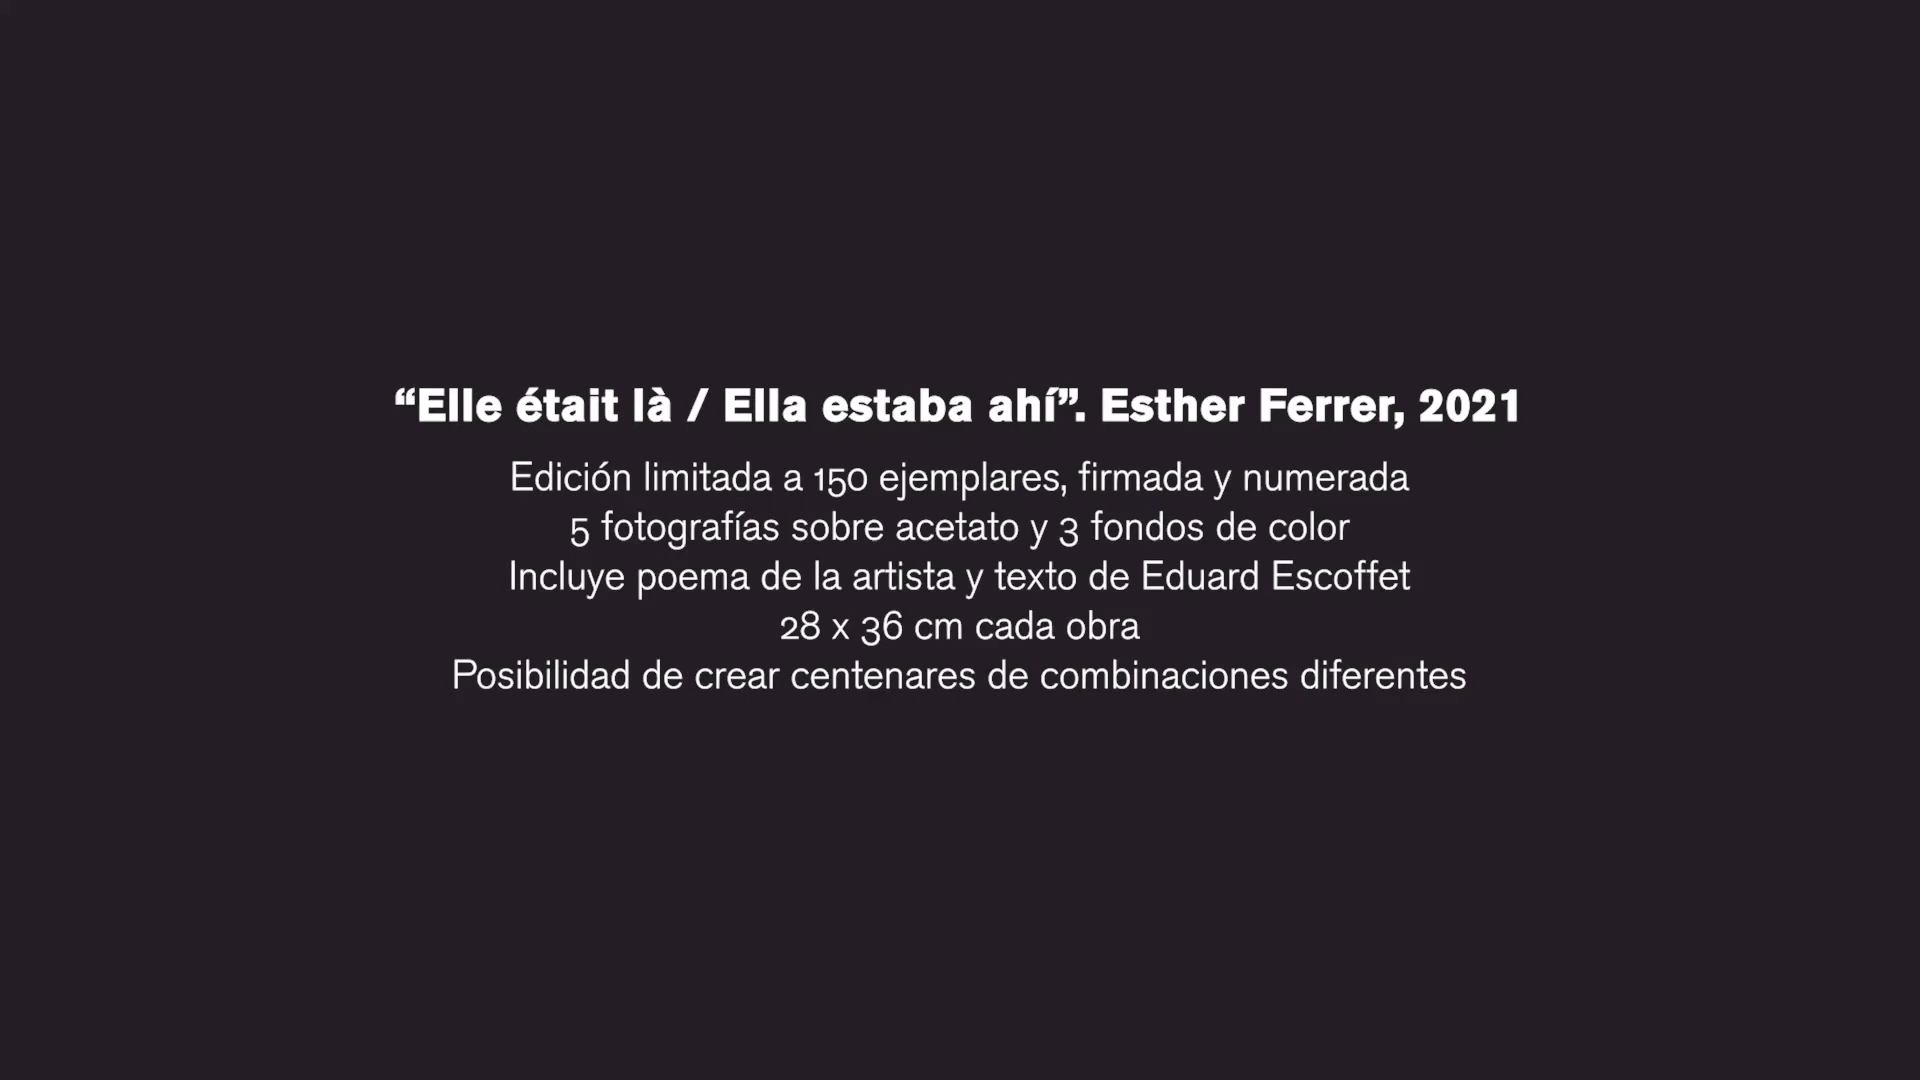 “Elle était là / Ella estaba ahí”. Esther Ferrer, 2021
Edición limitada a 150 ejemplares, firmada y numerada
5 fotografías sobre acetato y 3 fondos de color
Incluye poema de la artista y texto de Eduard Escoffet
28 x 36 cm cada obra
Posibilidad de crear centenares de combinaciones diferentes